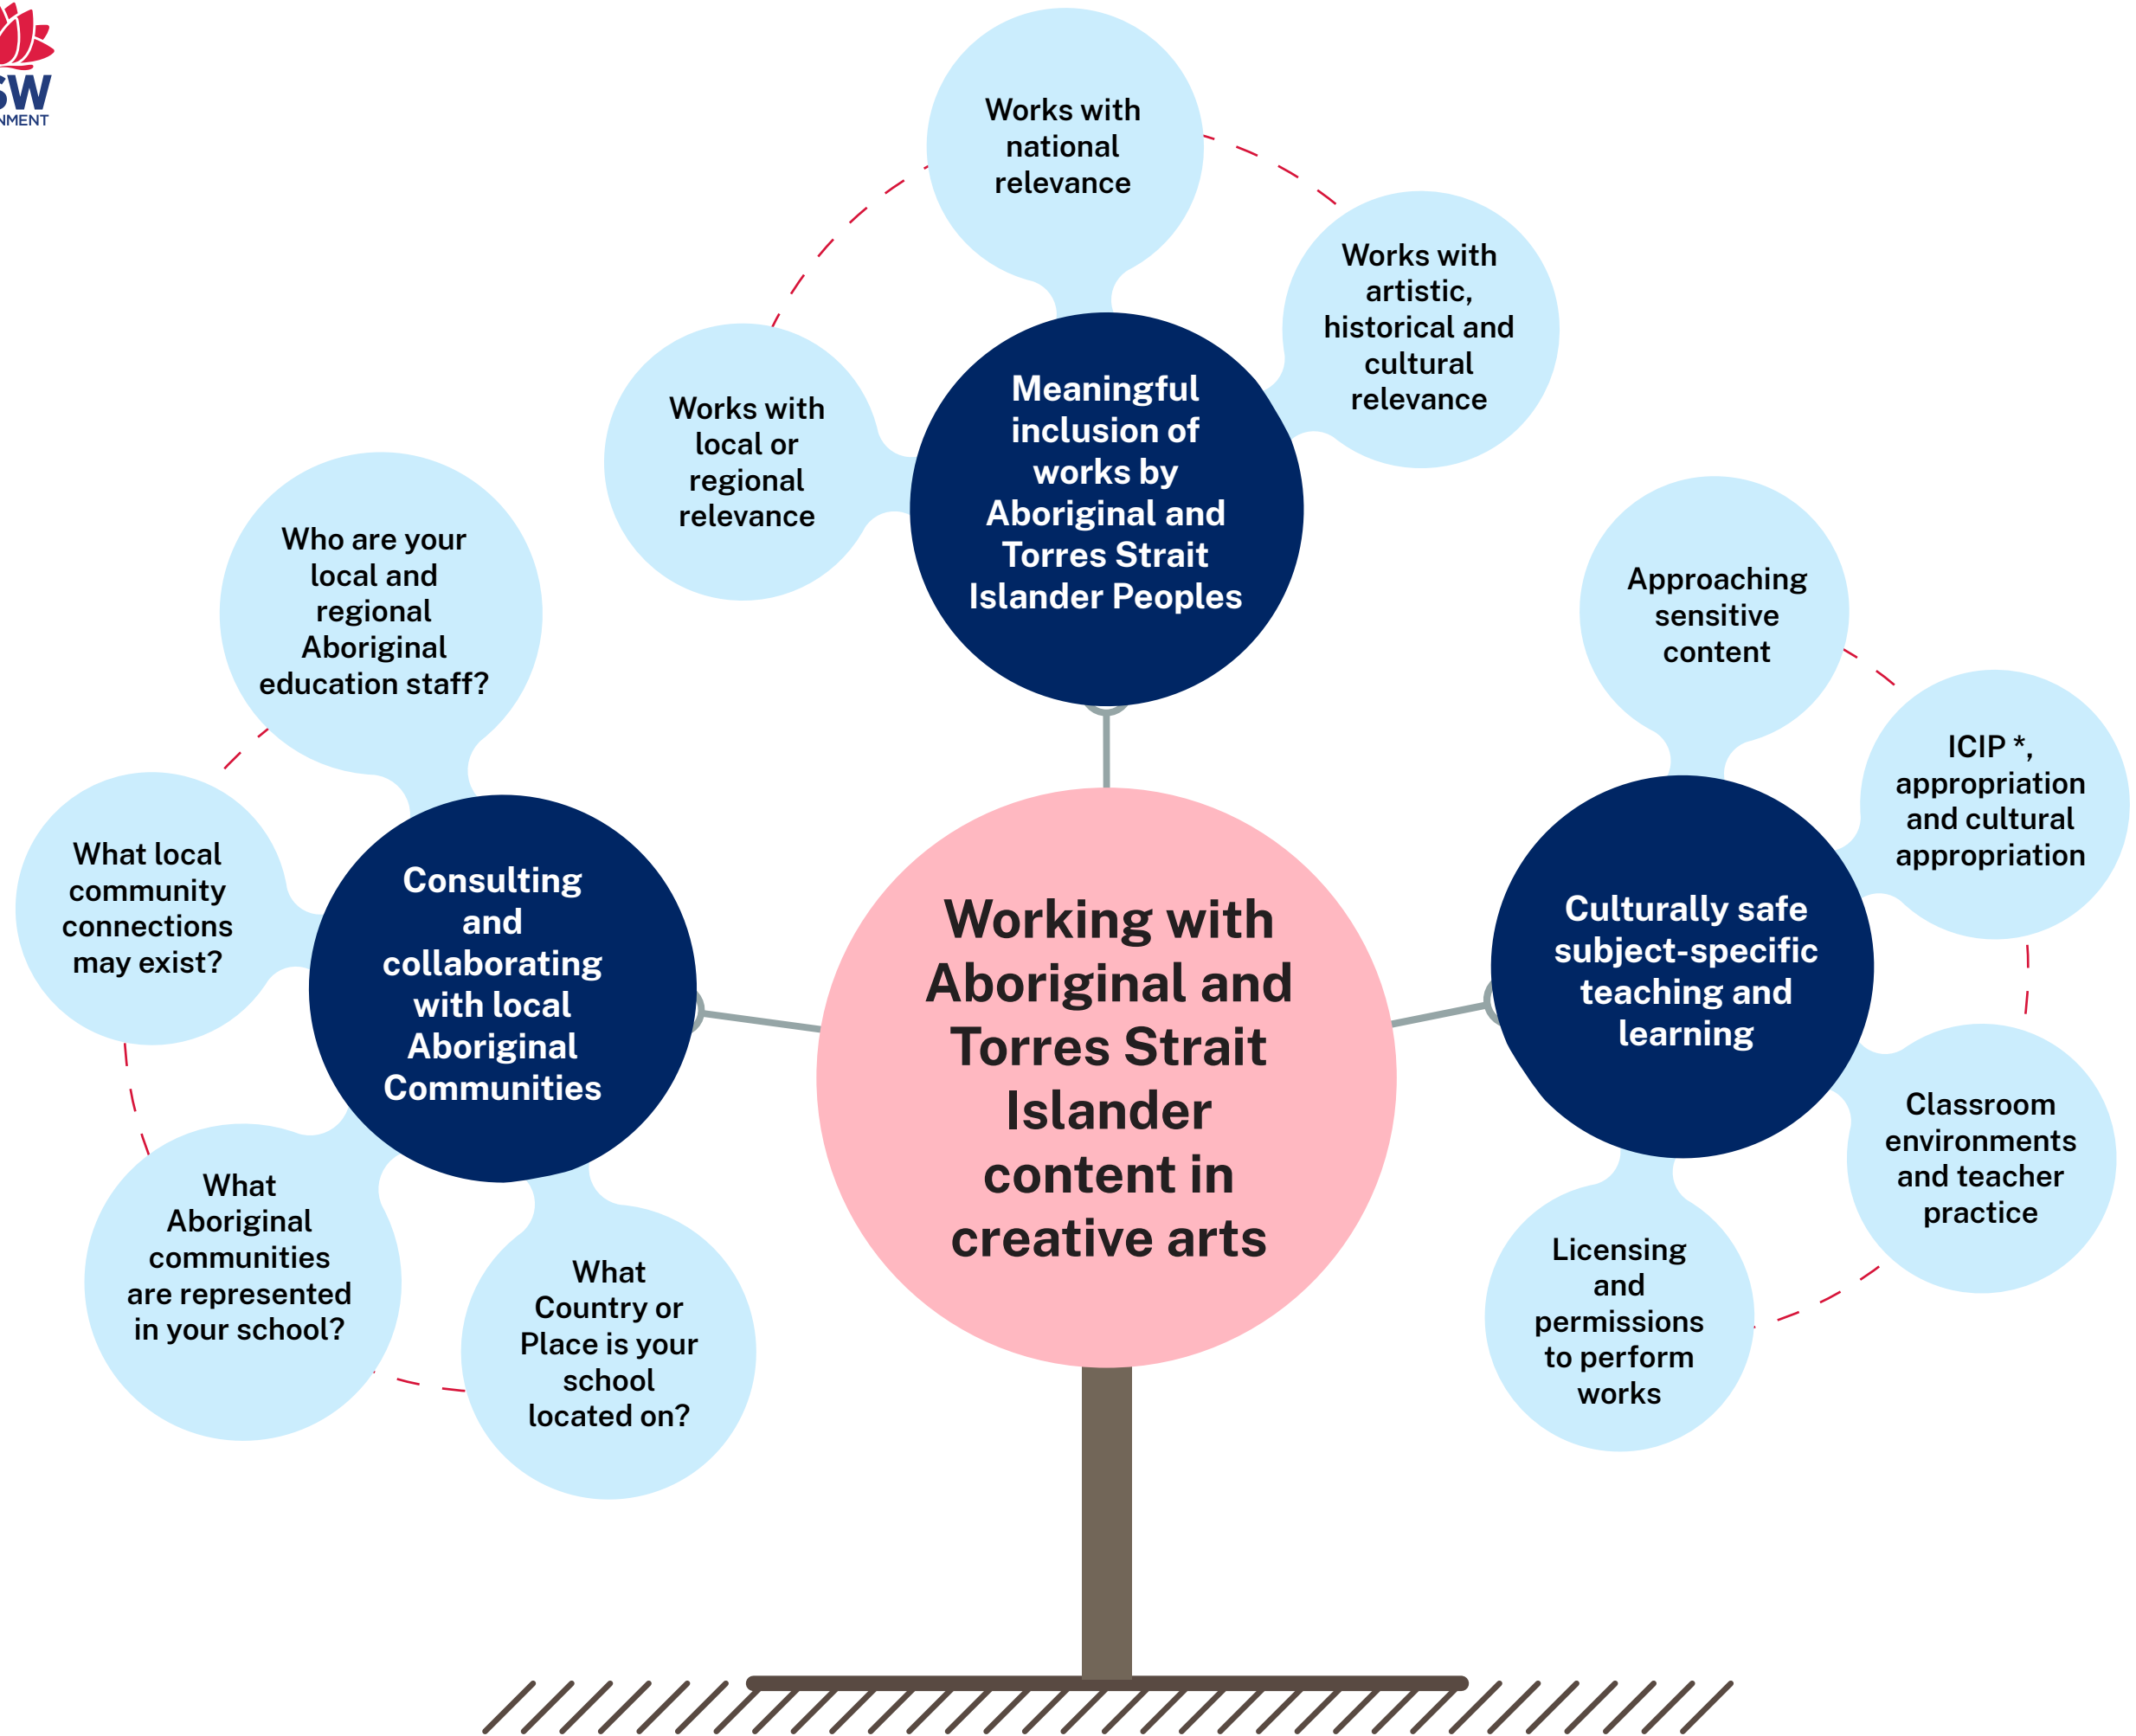 SW
Works with
national
relevance
Works with
artistic,
historical and
cultural
relevance
Works with
local or
regional
relevance
Meaningful
inclusion of
works by
Aboriginal and
Torres Strait
Islander Peoples
Who are your
local and
regional
Aboriginal
education staff?
What local
community
connections
may exist?
Consulting
and
collaborating
with local
Aboriginal
Communities
What
Aboriginal
communities
are represented
in your school?
What
Country or
Place is your
school
located on?
Working with
Aboriginal and
Torres Strait
Islander
content in
creative arts
Approaching
sensitive
content
ICIP *,
appropriation
and cultural
appropriation
Culturally safe
subject-specific
teaching and
learning
Classroom
environments
and teacher
practice
Licensing
and
permissions
to perform
works